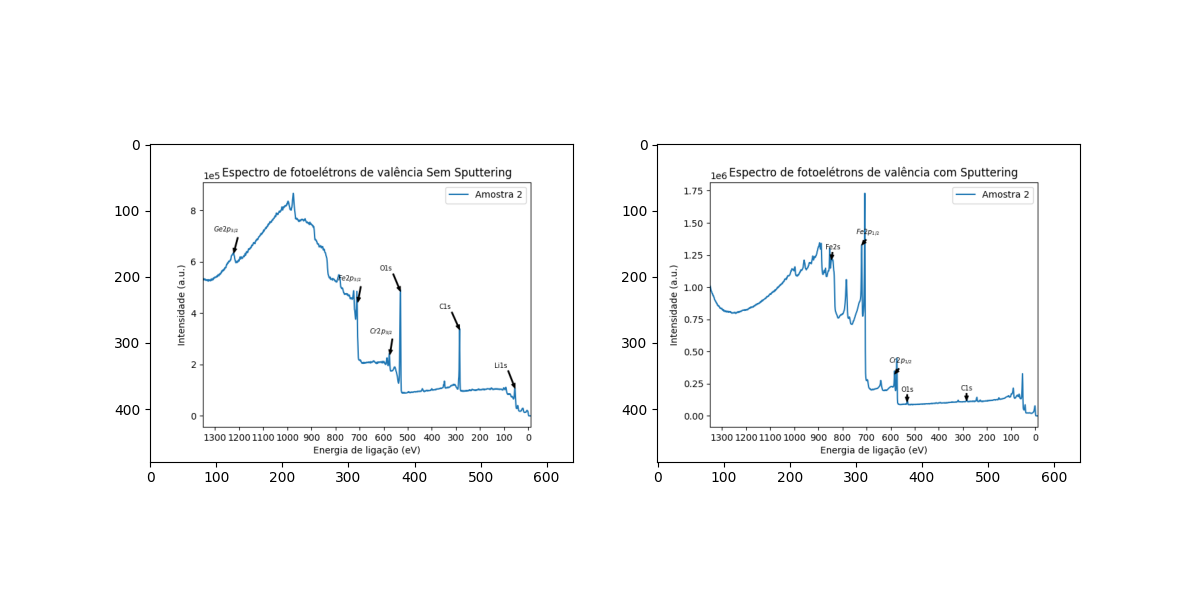 Espectro de fotoelétrons de valência Sem Sputtering
1e5
Amostra 2
Ge2p3/2
Fe2p1/2
O1s
C1s
Cr2p3/2
Li1s
Intensidade (a.u.)
8
6
4
2
0
1300 1200 1100 1000 900 800 700 600 500 400 300 200 100 0
Energia de ligação (eV)
0
100
200
300
400
0 100 200 300 400 500 600
Espectro de fotoelétrons de valência com Sputtering
1e6
Amostra 2
Fe2p1/2
Fe2s
Cr2p1/2
O1s
C1s
Intensidade (a.u.)
1.75
1.50
1.25
1.00
0.75
0.50
0.25
0.00
1300 1200 1100 1000 900 800 700 600 500 400 300 200 100 0
Energia de ligação (eV)
0
100
200
300
400
0 100 200 300 400 500 600